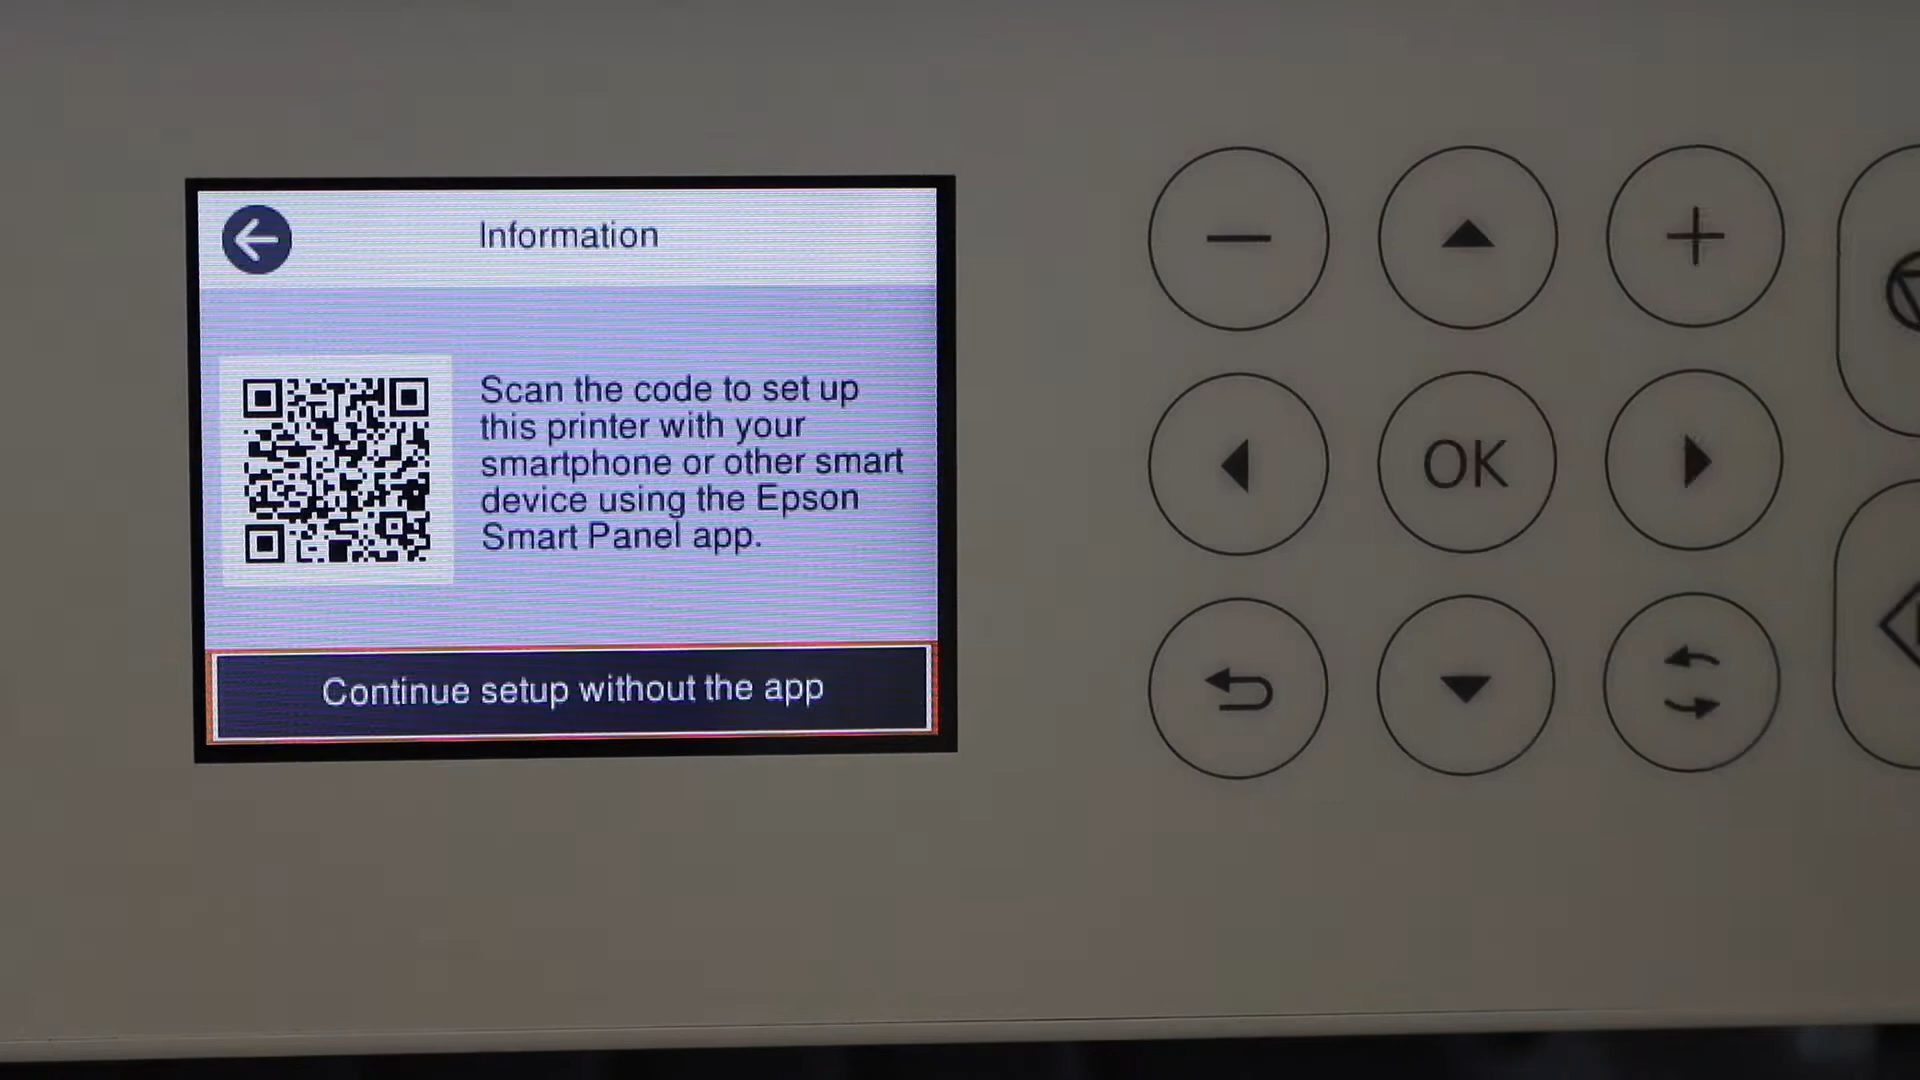 Information
Scan the code to set up
this printer with your
smartphone or other smart
device using the Epson
Smart Panel app.
Continue setup without the app
OK